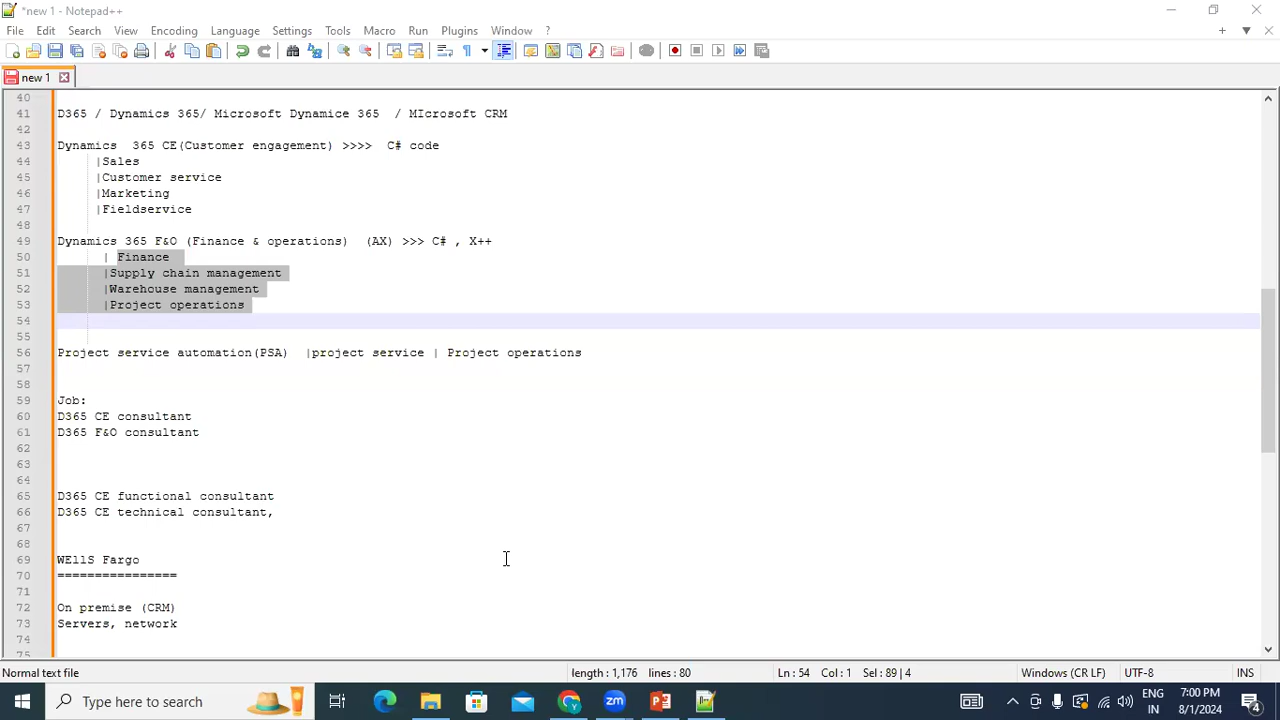 *new 1 - Notepad++
File Edit Search View Encoding Language Settings Tools Macro Run Plugins Window ?
new 1
40
41 D365 / Dynamics 365/ Microsoft Dynamice 365 / MIcrosoft CRM
42
43 Dynamics 365 CE(Customer engagement) >>>> C# code
44 |Sales
45 |Customer service
46 |Marketing
47 |Fieldservice
48
49 Dynamics 365 F&O (Finance & operations) (AX) >>> C# , X++
50 | Finance
51 |Supply chain management
52 |Warehouse management
53 |Project operations
54
55
56 Project service automation(PSA) |project service | Project operations
57
58
59 Job:
60 D365 CE consultant
61 D365 F&O consultant
62
63
64
65 D365 CE functional consultant
66 D365 CE technical consultant,
67
68
69 WEllS Fargo
70 ================
71
72 On premise (CRM)
73 Servers, network
74
75
Normal text file length : 1,176 lines : 80 Ln : 54 Col : 1 Sel : 89 | 4 Windows (CR LF) UTF-8 INS
Type here to search zm ENG 7:00 PM
IN 8/1/2024 4